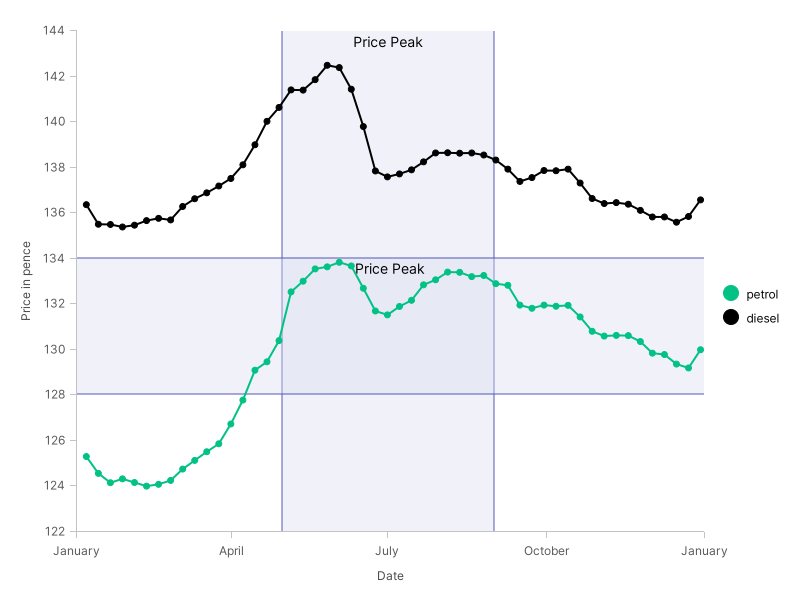 144
142
140
138
136
134
132
130
128
126
124
122
Price in pence
Price Peak
Price Peak
January
April
July
October
January
Date
petrol
diesel